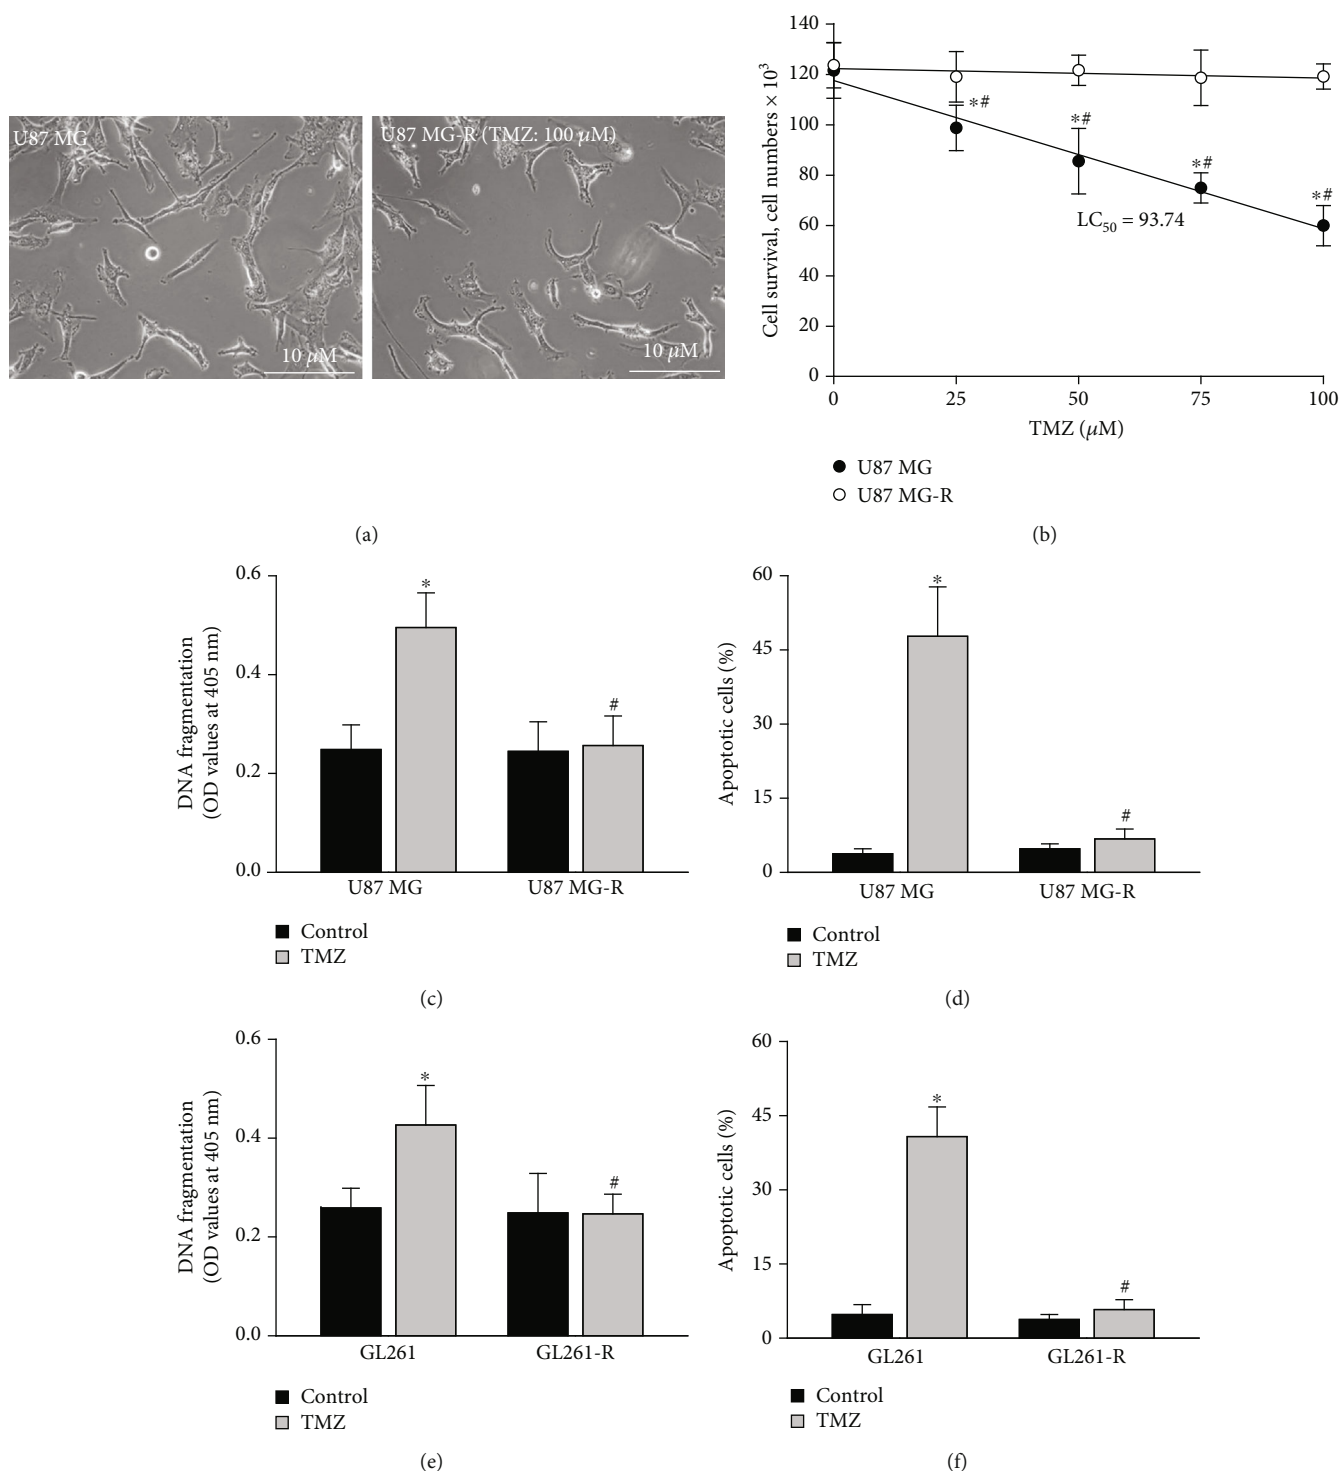 U87 MG
10 μM
U87 MG-R (TMZ: 100 μM)
10 μM
(a)
Cell survival, cell numbers × 10³
140
120
100
80
60
40
20
0
*#
*#
*#
*#
LC₅₀ = 93.74
0 25 50 75 100
TMZ (μM)
U87 MG
U87 MG-R
(b)
DNA fragmentation
(OD values at 405 nm)
0.6
0.4
0.2
0.0
*
#
U87 MG U87 MG-R
Control
TMZ
(c)
Apoptotic cells (%)
60
45
30
15
0
*
#
U87 MG U87 MG-R
Control
TMZ
(d)
DNA fragmentation
(OD values at 405 nm)
0.6
0.4
0.2
0.0
*
#
GL261 GL261-R
Control
TMZ
(e)
Apoptotic cells (%)
60
45
30
15
0
*
#
GL261 GL261-R
Control
TMZ
(f)